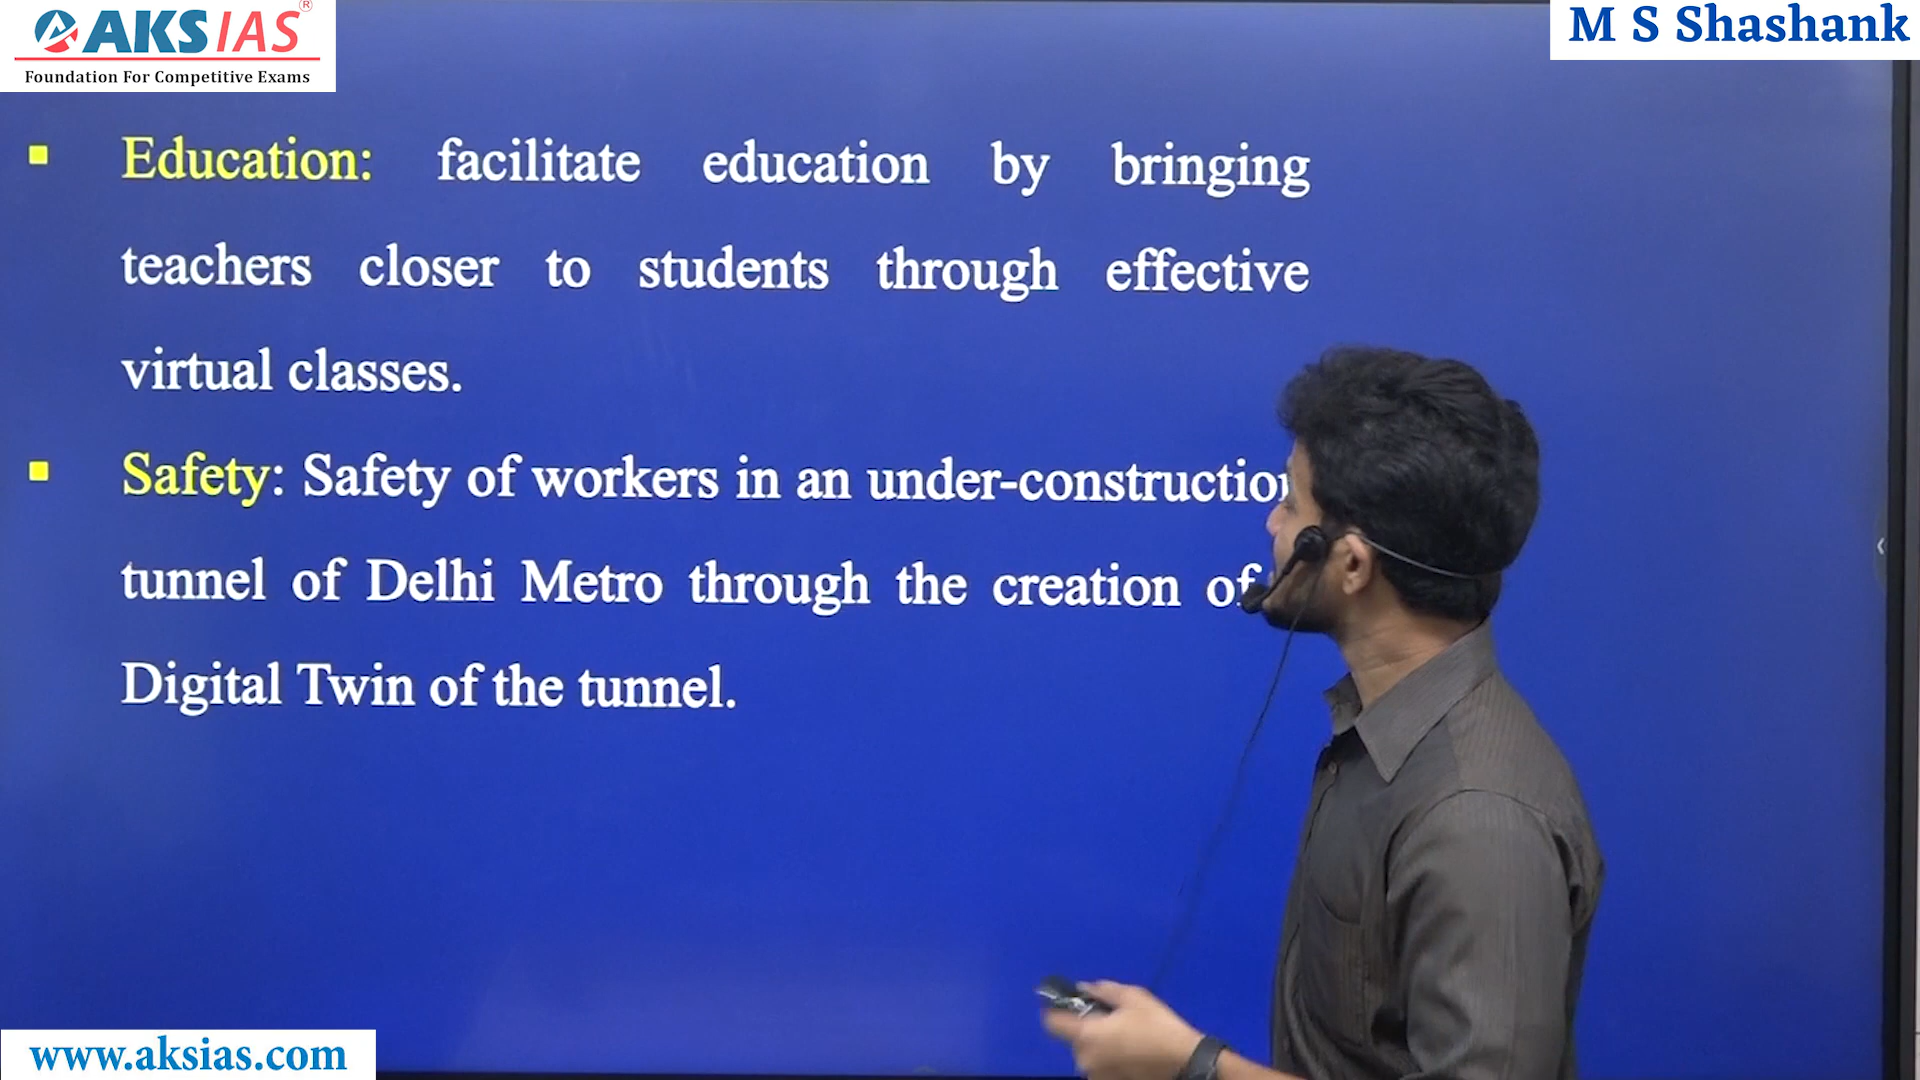 AKS IAS ®
Foundation For Competitive Exams
M S Shashank
Education: facilitate education by bringing
teachers closer to students through effective
virtual classes.
Safety: Safety of workers in an under-construction
tunnel of Delhi Metro through the creation of
Digital Twin of the tunnel.
www.aksias.com